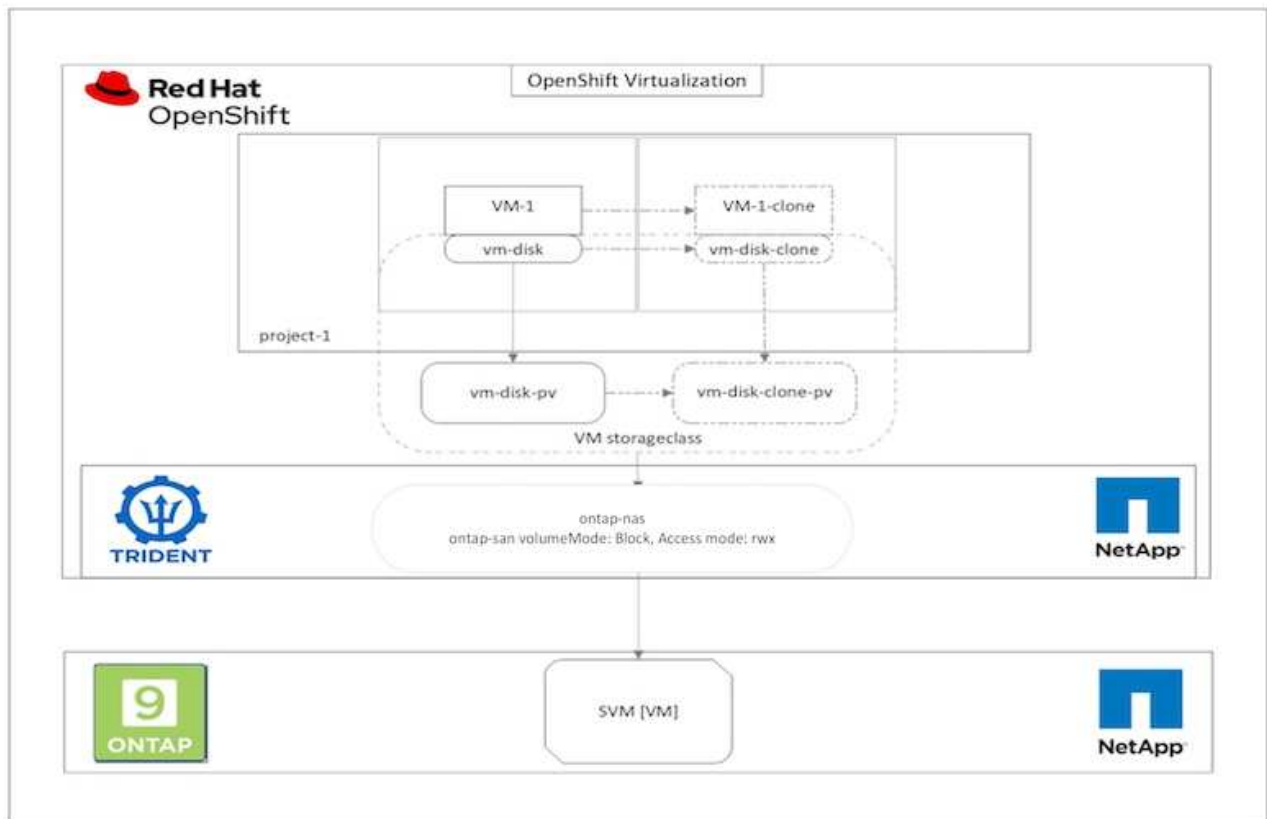 OpenShift Virtualization
Red Hat
OpenShift
VM-1
VM-1-clone
vm-disk
vm-disk-clone
project-1
vm-disk-pv
vm-disk-clone-pv
VM storageclass
TRIDENT
ontap-nas
ontap-san volumeMode: Block, Access mode: rwx
NetApp
9
ONTAP
SVM [VM]
NetApp